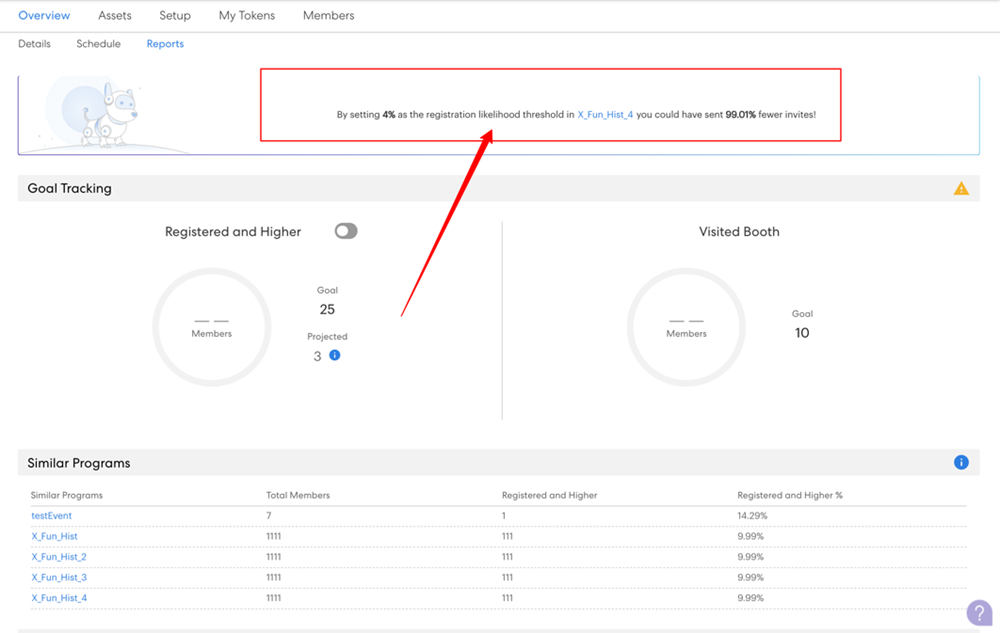 Overview Assets Setup My Tokens Members
Details Schedule Reports
By setting 4% as the registration likelihood threshold in X_Fun_Hist_4 you could have sent 99.01% fewer invites!
Goal Tracking
Registered and Higher
Visited Booth
Goal
25
Projected
3
— — Members
Goal
10
— — Members
Similar Programs
Similar Programs Total Members Registered and Higher Registered and Higher %
testEvent 7 1 14.29%
X_Fun_Hist 1111 111 9.99%
X_Fun_Hist_2 1111 111 9.99%
X_Fun_Hist_3 1111 111 9.99%
X_Fun_Hist_4 1111 111 9.99%
?